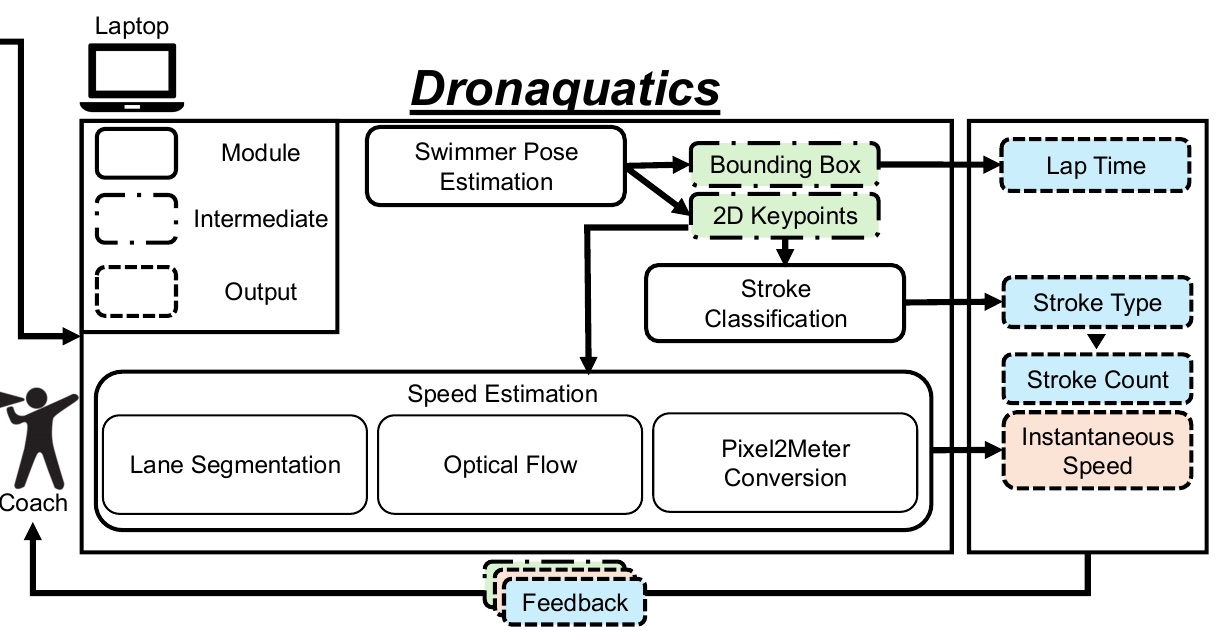 Laptop
Dronaquatics
Module
Intermediate
Output
Swimmer Pose
Estimation
Bounding Box
2D Keypoints
Lap Time
Stroke
Classification
Stroke Type
Stroke Count
Speed Estimation
Lane Segmentation
Optical Flow
Pixel2Meter
Conversion
Instantaneous
Speed
Coach
Feedback